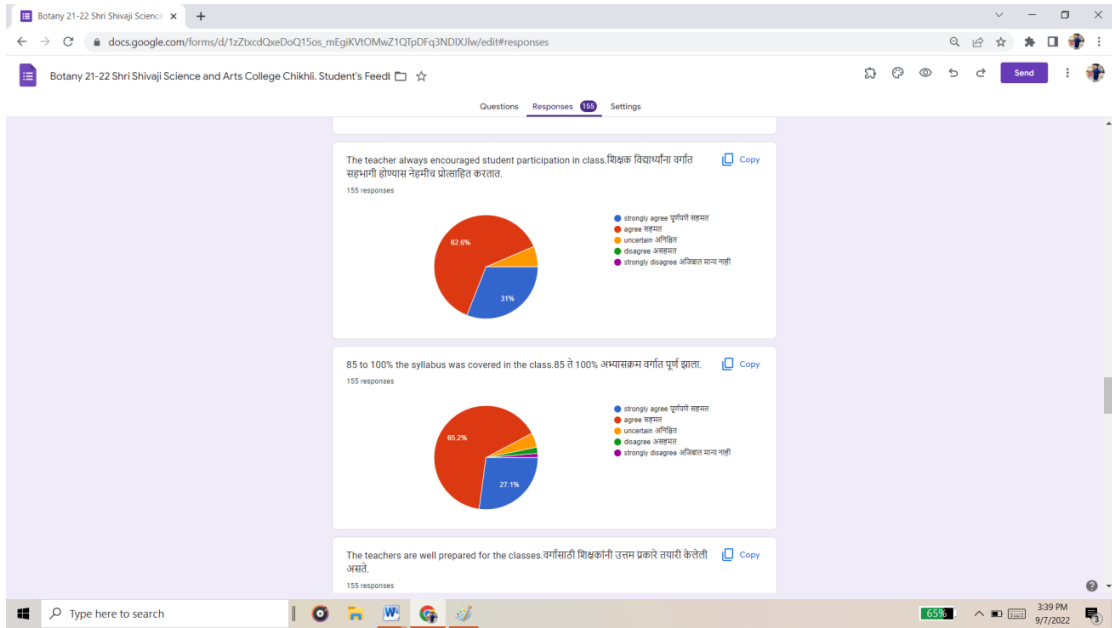 Botany 21-22 Shri Shivaji Science
docs.google.com/forms/d/1zZtxcdQxeDoQ15os_mEgiKVtOMwZ1QTpDFq3NDIXJlw/edit#responses
Botany 21-22 Shri Shivaji Science and Arts College Chikhli. Student's Feedl
Send
Questions Responses 155 Settings
The teacher always encouraged student participation in class.शिक्षक विद्यार्थ्यांना वर्गात
सहभागी होण्यास नेहमीच प्रोत्साहित करतात.
Copy
155 responses
62.6%
31%
strongly agree पूर्णपणे सहमत
agree सहमत
uncertain अनिश्चित
disagree असहमत
strongly disagree अजिबात मान्य नाही
85 to 100% the syllabus was covered in the class.85 ते 100% अभ्यासक्रम वर्गात पूर्ण झाला.
Copy
155 responses
65.2%
27.1%
strongly agree पूर्णपणे सहमत
agree सहमत
uncertain अनिश्चित
disagree असहमत
strongly disagree अजिबात मान्य नाही
The teachers are well prepared for the classes.वर्गासाठी शिक्षकांनी उत्तम प्रकारे तयारी केलेली
असते.
Copy
155 responses
Type here to search
65%
3:39 PM
9/7/2022
3